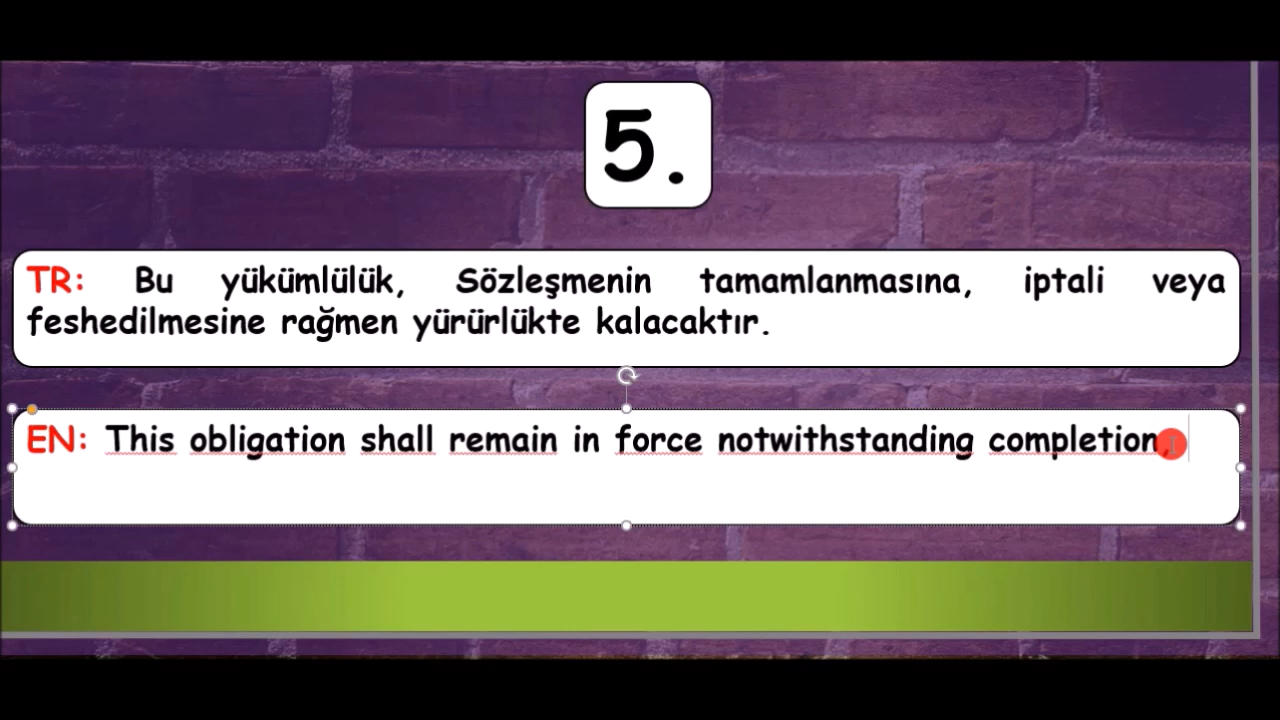 5.
TR: Bu yükümlülük, Sözleşmenin tamamlanmasına, iptali veya
feshedilmesine rağmen yürürlükte kalacaktır.
EN: This obligation shall remain in force notwithstanding completion,